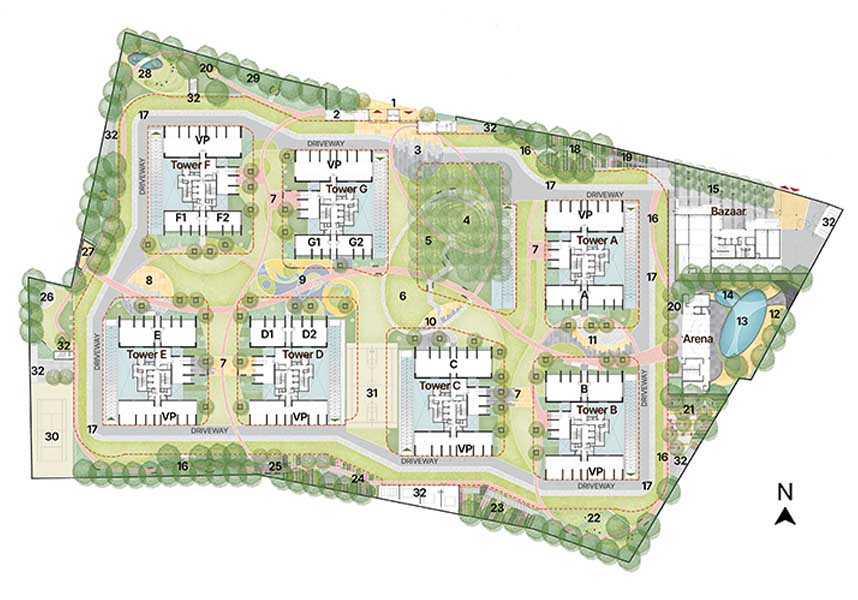 1
20
28
29
32
2
32
17
DRIVEWAY
3
32
16
18
19
32
VP
Tower F
F1 F2
DRIVEWAY
VP
Tower G
7
G1 G2
4
5
17
DRIVEWAY
VP
Tower A
7
A
16
17
15
Bazaar
32
27
8
9
6
10
26
32
32
E
Tower E
VP
DRIVEWAY
7
D1 D2
Tower D
VP
31
C
Tower C
VP
7
11
B
Tower B
VP
DRIVEWAY
20
14
13
12
Arena
21
32
16
17
30
17
DRIVEWAY
16
25
24
DRIVEWAY
32
23
DRIVEWAY
17
22
N